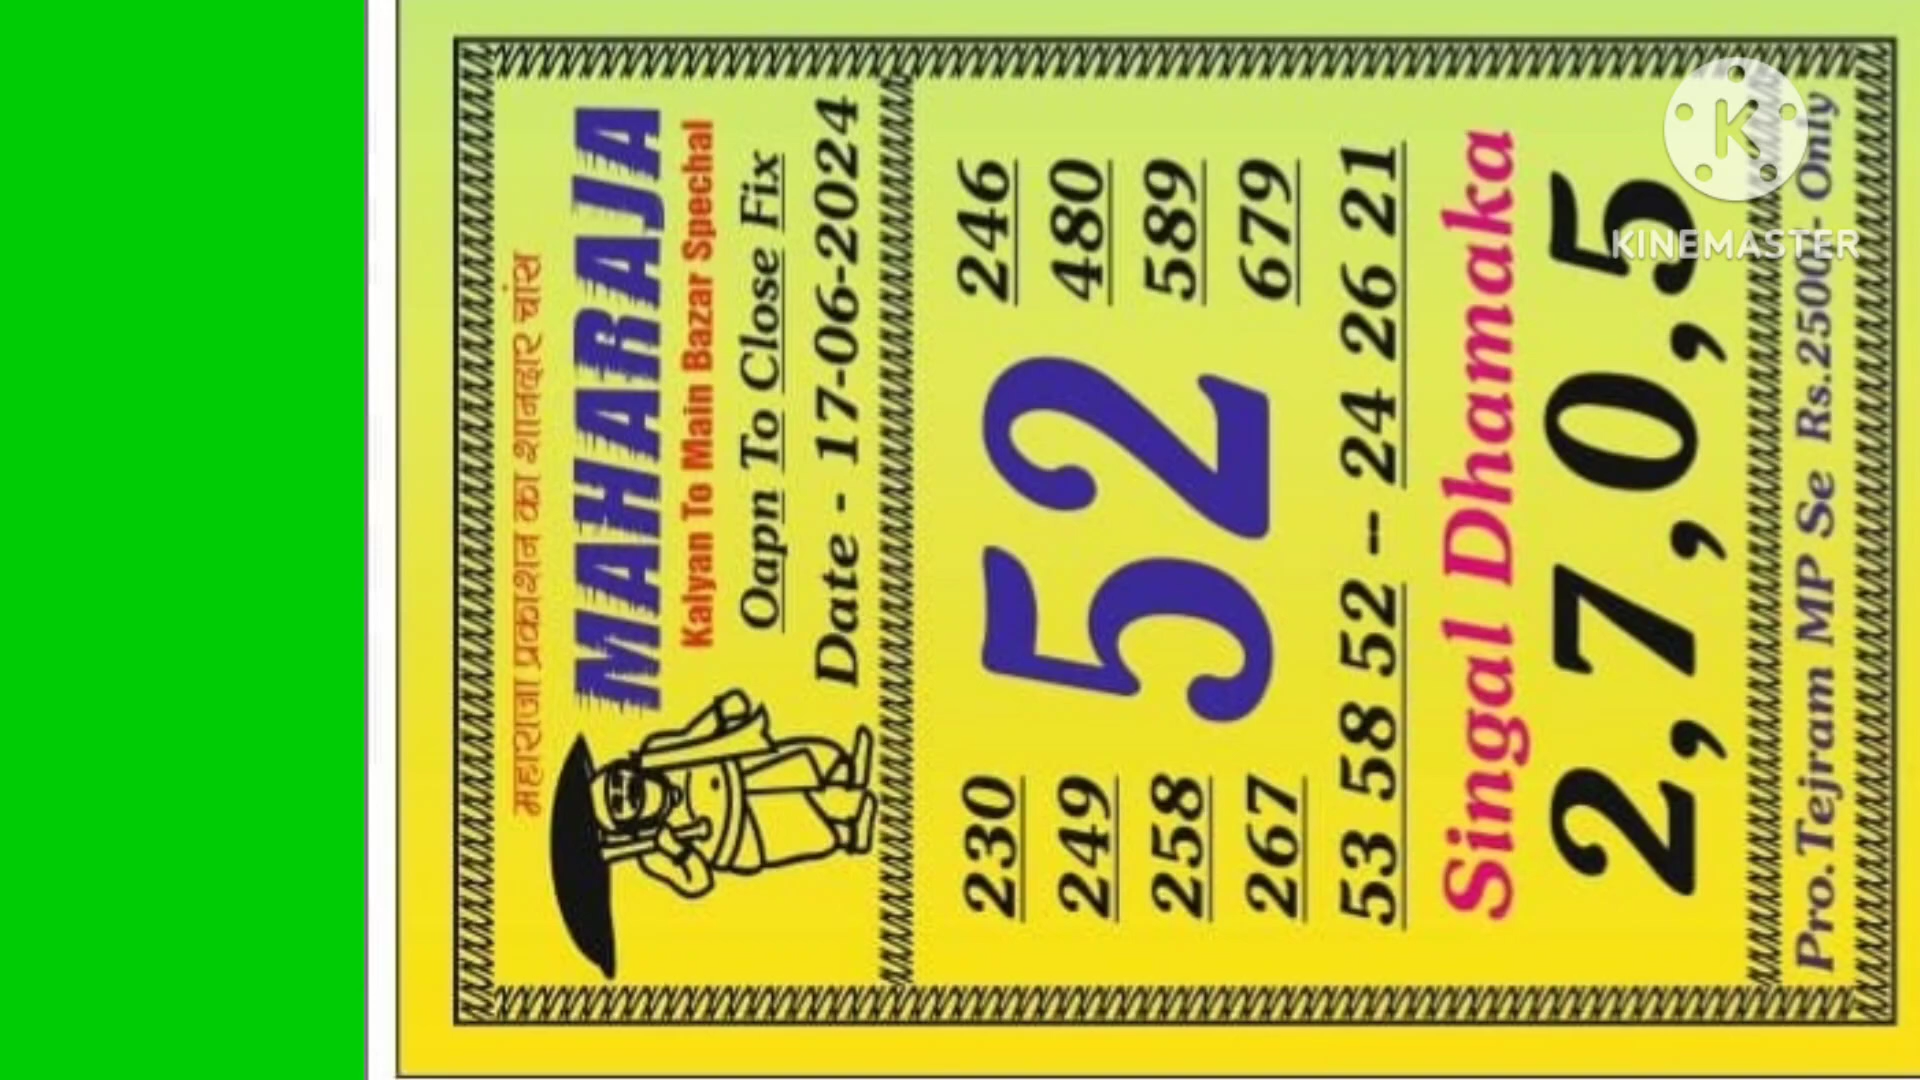 महाराजा प्रकाशन का शानदार चांस
MAHARAJA
Kalyan To Main Bazar Spechal
Oapn To Close Fix
Date - 17-06-2024
230 246
249 52 480
258 589
267 679
53 58 52 -- 24 26 21
Singal Dhamaka
2,7,0,5
Pro.Tejram MP Se Rs.2500 - Only
K
KINEMASTER